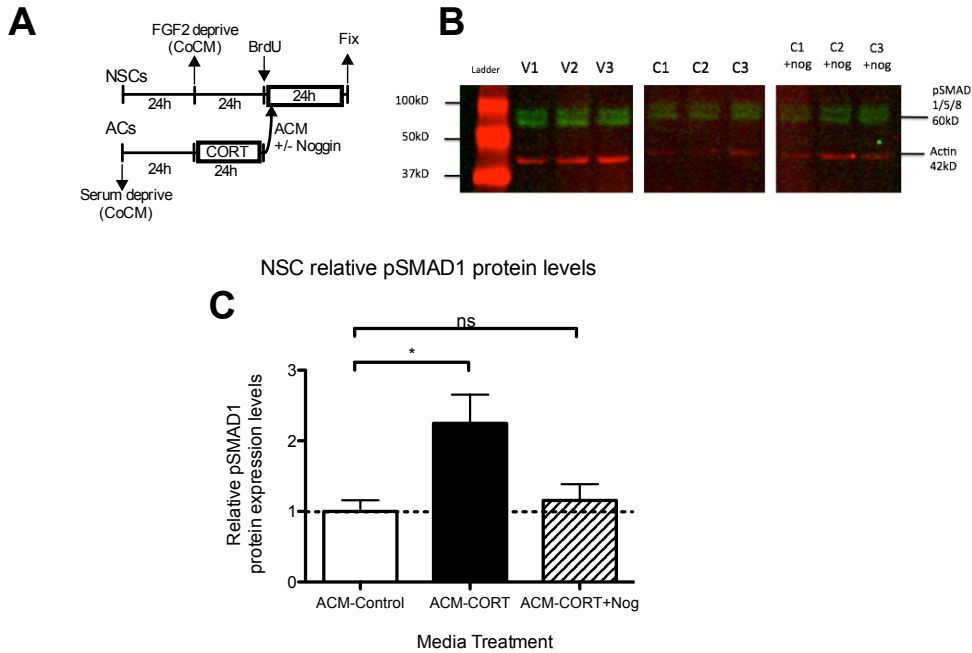 A
FGF2 deprive
(CoCM)
BrdU
Fix
NSCs
24h
24h
24h
ACs
CORT
ACM
+/- Noggin
24h
24h
Serum deprive
(CoCM)
B
Ladder
V1
V2
V3
C1
C2
C3
C1
+nog
C2
+nog
C3
+nog
100kD
50kD
37kD
pSMAD
1/5/8
60kD
Actin
42kD
NSC relative pSMAD1 protein levels
C
ns
*
Relative pSMAD1
protein expression levels
3
2
1
0
ACM-Control
ACM-CORT
ACM-CORT+Nog
Media Treatment